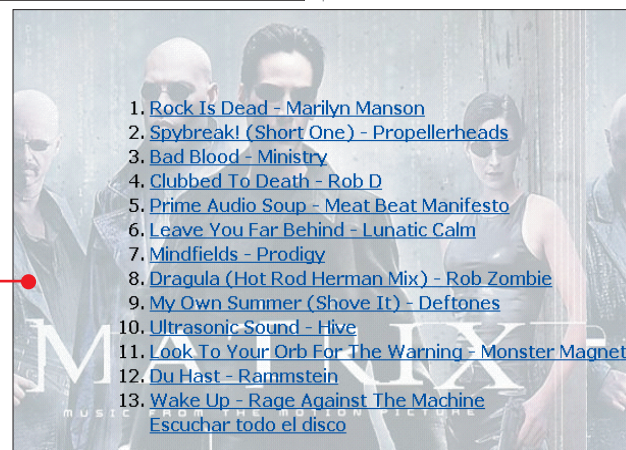 1. Rock Is Dead - Marilyn Manson
2. Spybreak! (Short One) - Propellerheads
3. Bad Blood - Ministry
4. Clubbed To Death - Rob D
5. Prime Audio Soup - Meat Beat Manifesto
6. Leave You Far Behind - Lunatic Calm
7. Mindfields - Prodigy
8. Dragula (Hot Rod Herman Mix) - Rob Zombie
9. My Own Summer (Shove It) - Deftones
10. Ultrasonic Sound - Hive
11. Look To Your Orb For The Warning - Monster Magnet
12. Du Hast - Rammstein
13. Wake Up - Rage Against The Machine
Escuchar todo el disco
MATRIX
MUSIC FROM THE MOTION PICTURE